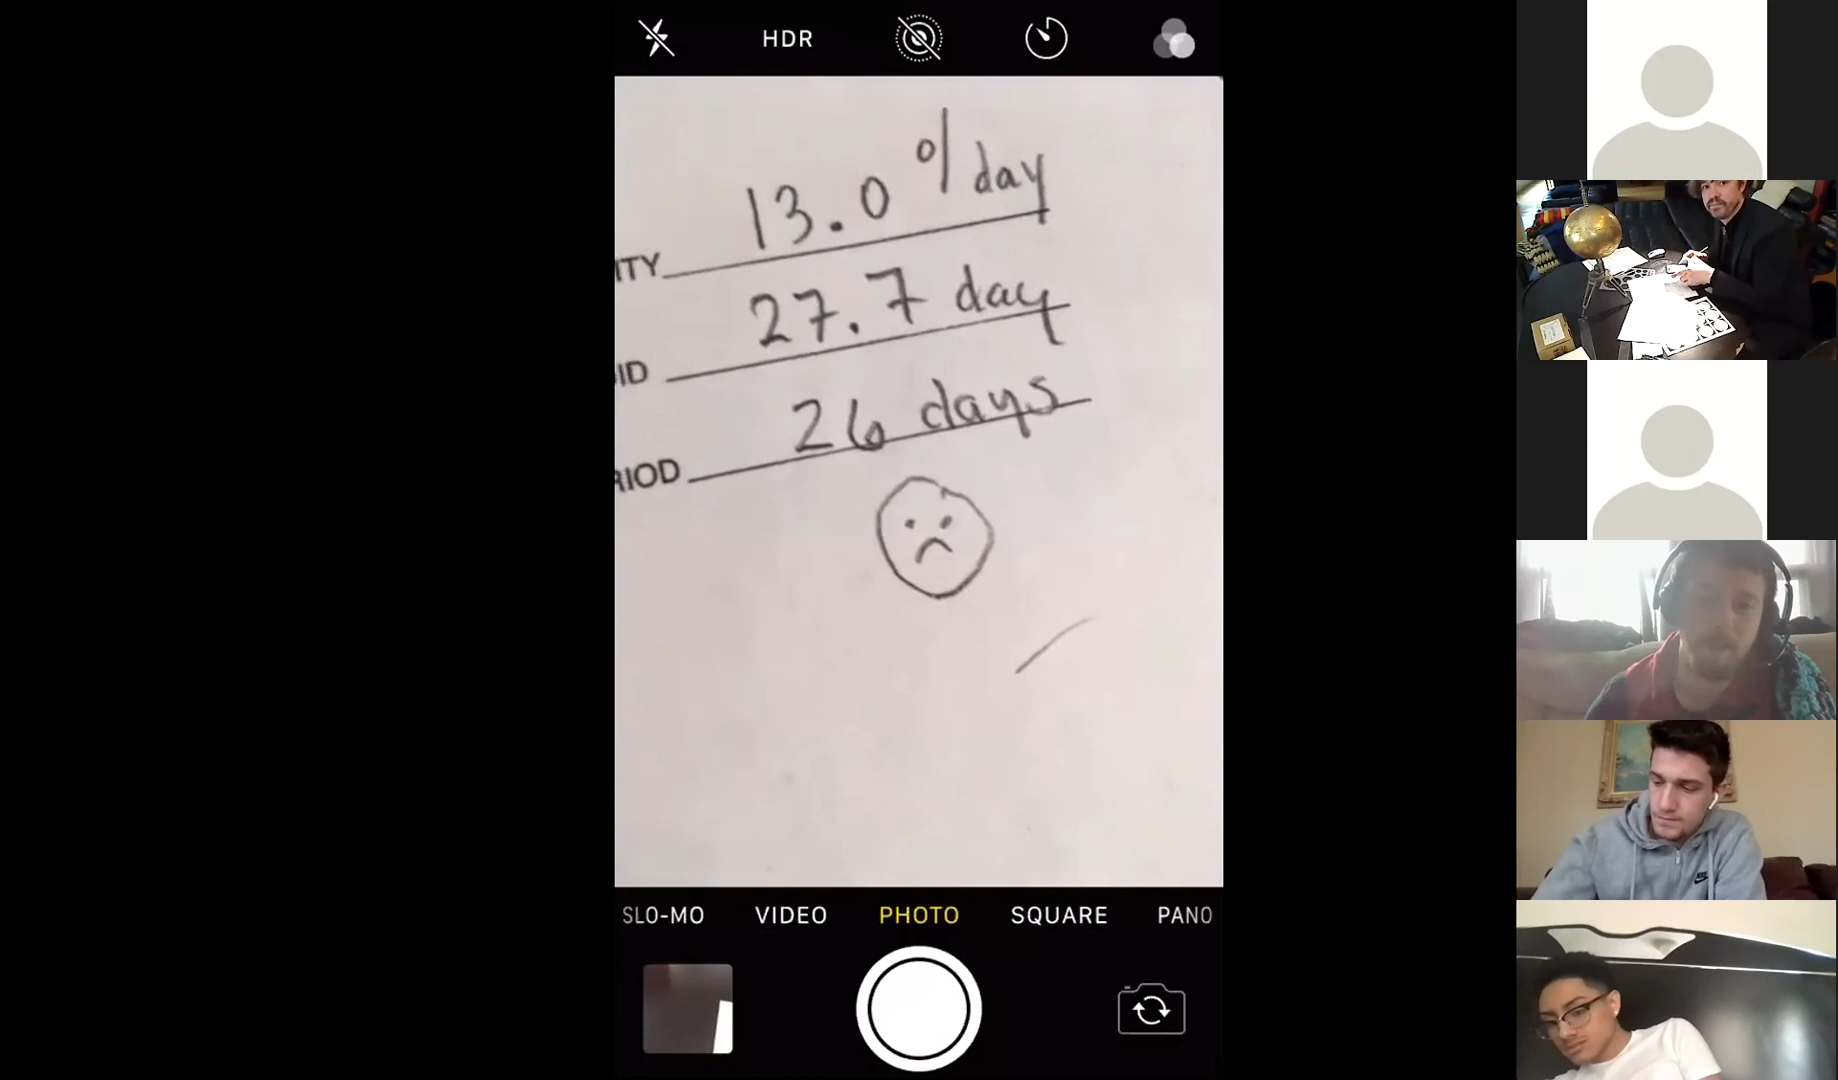 HDR
13.0 °/day
ITY
27.7 day
ID
26 days
RIOD
SLO-MO VIDEO PHOTO SQUARE PANO